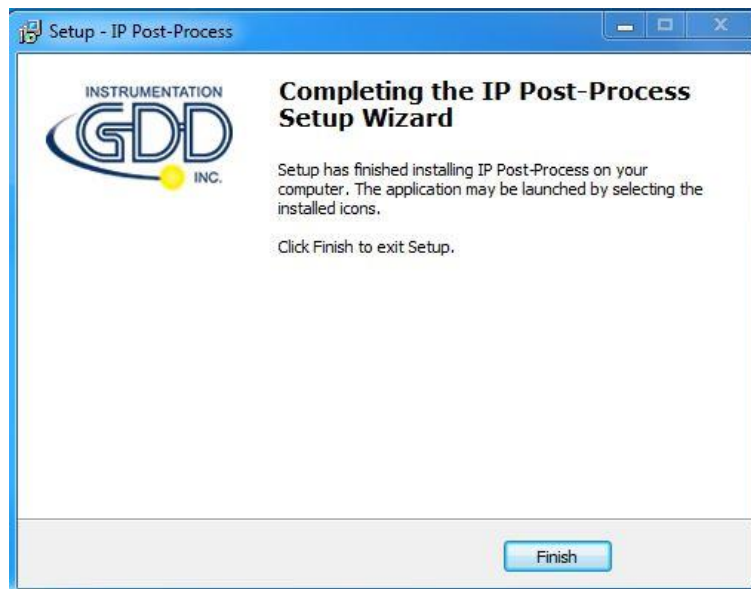 Setup - IP Post-Process
INSTRUMENTATION
GDD
INC.
Completing the IP Post-Process
Setup Wizard
Setup has finished installing IP Post-Process on your
computer. The application may be launched by selecting the
installed icons.
Click Finish to exit Setup.
Finish